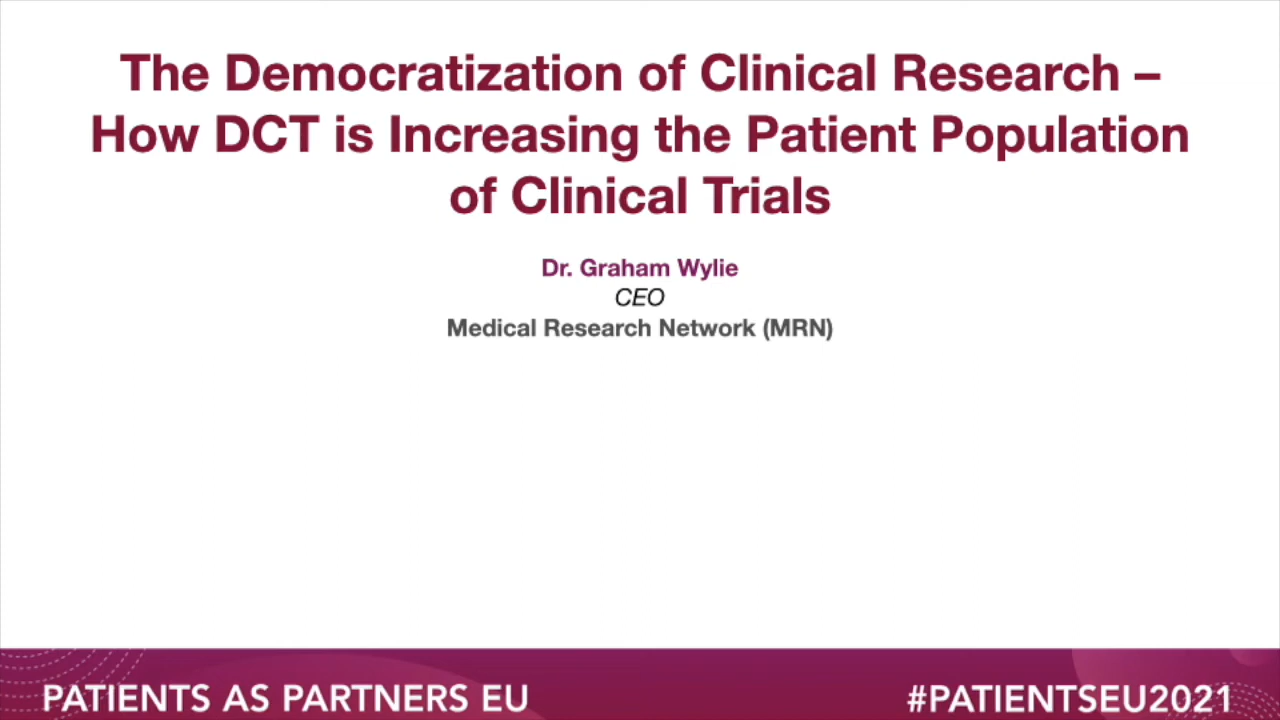 The Democratization of Clinical Research –
How DCT is Increasing the Patient Population
of Clinical Trials
Dr. Graham Wylie
CEO
Medical Research Network (MRN)
PATIENTS AS PARTNERS EU
#PATIENTSEU2021